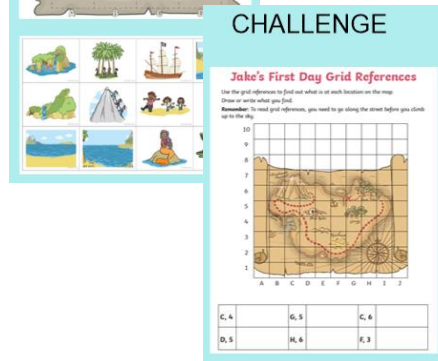 CHALLENGE
Jake's First Day Grid References
Use the grid references to find out what is at each location on the map.
Draw or write what you find.
Remember: To read grid references, you need to go along the street before you climb
up to the sky.
10
9
8
7
6
5
4
3
2
1
A B C D E F G H I J
C, 4 G, 5 C, 6
D, 5 H, 6 F, 3